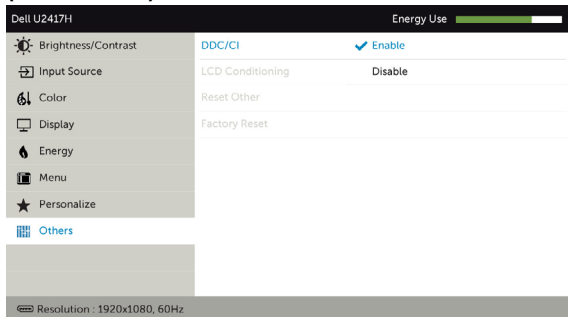 Dell U2417H Energy Use
Brightness/Contrast DDC/CI Enable
Input Source LCD Conditioning Disable
Color Reset Other
Display Factory Reset
Energy
Menu
Personalize
Others
Resolution : 1920x1080, 60Hz